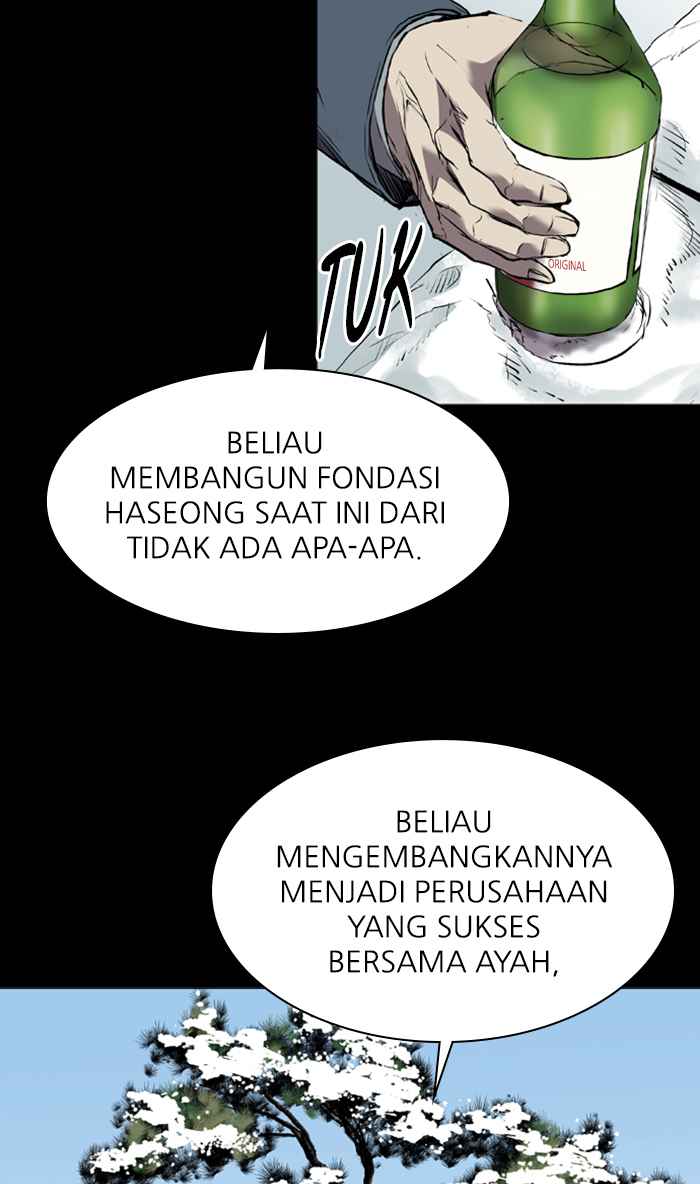 ORIGINAL
TUK
BELIAU
MEMBANGUN FONDASI
HASEONG SAAT INI DARI
TIDAK ADA APA-APA.
BELIAU
MENGEMBANGKANNYA
MENJADI PERUSAHAAN
YANG SUKSES
BERSAMA AYAH,